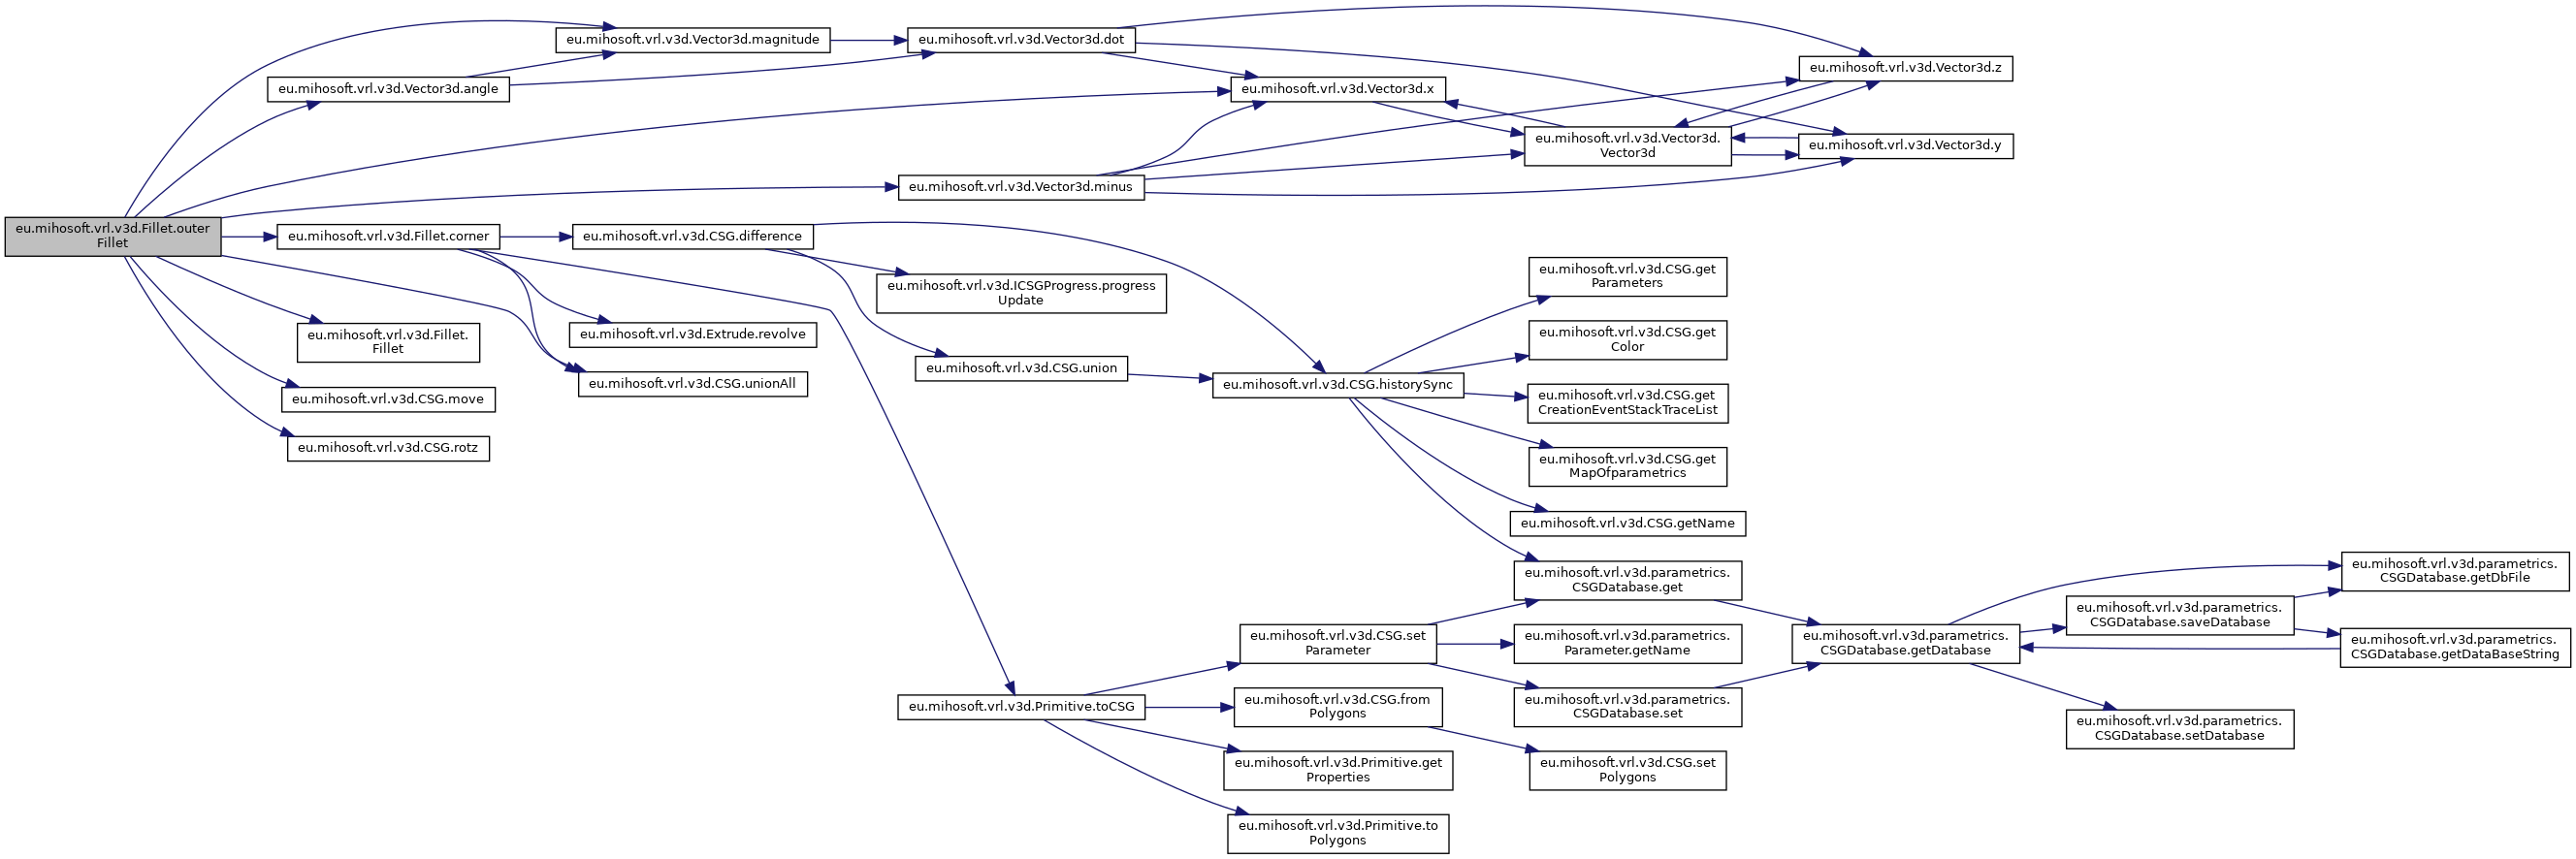 eu.mihosoft.vrl.v3d.Fillet.outer
Fillet
eu.mihosoft.vrl.v3d.Vector3d.magnitude
eu.mihosoft.vrl.v3d.Vector3d.angle
eu.mihosoft.vrl.v3d.Fillet.corner
eu.mihosoft.vrl.v3d.Fillet.
Fillet
eu.mihosoft.vrl.v3d.CSG.move
eu.mihosoft.vrl.v3d.CSG.rotz
eu.mihosoft.vrl.v3d.CSG.difference
eu.mihosoft.vrl.v3d.Extrude.revolve
eu.mihosoft.vrl.v3d.CSG.unionAll
eu.mihosoft.vrl.v3d.Vector3d.dot
eu.mihosoft.vrl.v3d.Vector3d.minus
eu.mihosoft.vrl.v3d.ICSGProgress.progress
Update
eu.mihosoft.vrl.v3d.CSG.union
eu.mihosoft.vrl.v3d.Primitive.toCSG
eu.mihosoft.vrl.v3d.Vector3d.x
eu.mihosoft.vrl.v3d.CSG.historySync
eu.mihosoft.vrl.v3d.CSG.set
Parameter
eu.mihosoft.vrl.v3d.CSG.from
Polygons
eu.mihosoft.vrl.v3d.Primitive.get
Properties
eu.mihosoft.vrl.v3d.Primitive.to
Polygons
eu.mihosoft.vrl.v3d.Vector3d.
Vector3d
eu.mihosoft.vrl.v3d.CSG.get
Parameters
eu.mihosoft.vrl.v3d.CSG.get
Color
eu.mihosoft.vrl.v3d.CSG.get
CreationEventStackTraceList
eu.mihosoft.vrl.v3d.CSG.get
MapOfparametrics
eu.mihosoft.vrl.v3d.CSG.getName
eu.mihosoft.vrl.v3d.parametrics.
CSGDatabase.get
eu.mihosoft.vrl.v3d.parametrics.
Parameter.getName
eu.mihosoft.vrl.v3d.parametrics.
CSGDatabase.set
eu.mihosoft.vrl.v3d.CSG.set
Polygons
eu.mihosoft.vrl.v3d.Vector3d.z
eu.mihosoft.vrl.v3d.Vector3d.y
eu.mihosoft.vrl.v3d.parametrics.
CSGDatabase.getDatabase
eu.mihosoft.vrl.v3d.parametrics.
CSGDatabase.saveDatabase
eu.mihosoft.vrl.v3d.parametrics.
CSGDatabase.setDatabase
eu.mihosoft.vrl.v3d.parametrics.
CSGDatabase.getDbFile
eu.mihosoft.vrl.v3d.parametrics.
CSGDatabase.getDataBaseString